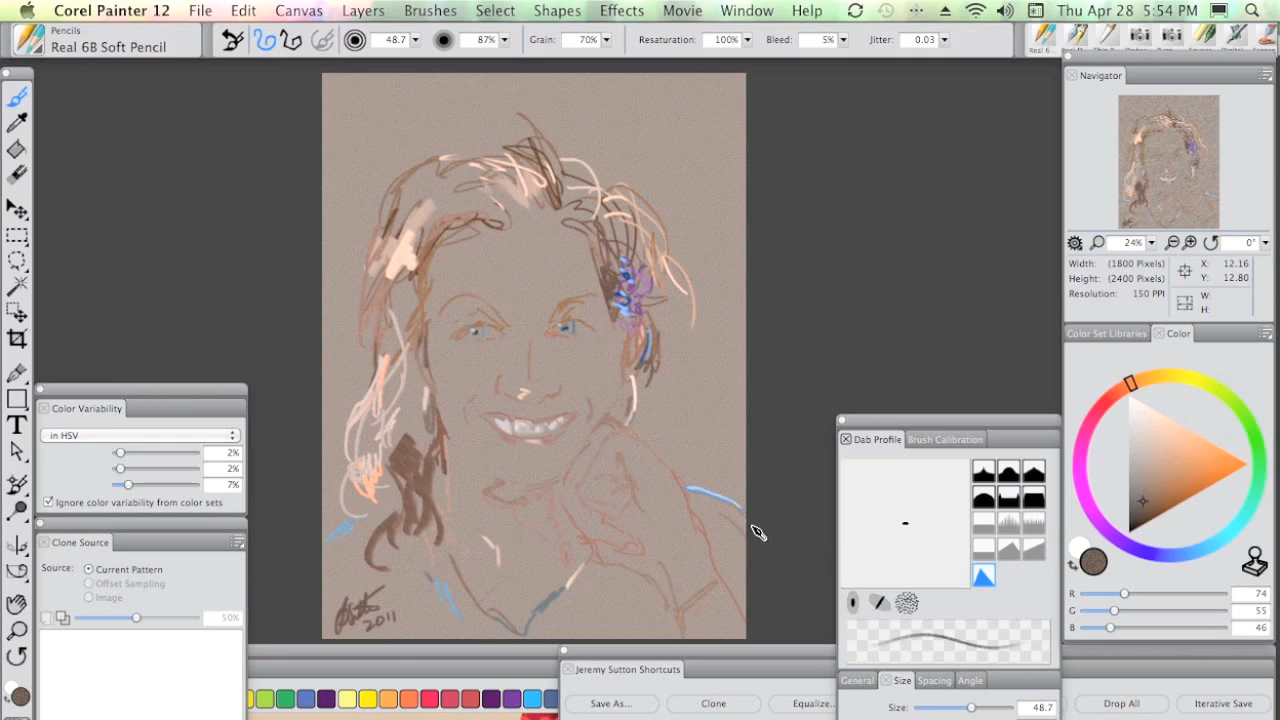 Corel Painter 12 File Edit Canvas Layers Brushes Select Shapes Effects Movie Window Help Thu Apr 28 5:54 PM
Pencils
Real 6B Soft Pencil
48.7 87% Grain: 70% Resaturation: 100% Bleed: 5% Jitter: 0.03
Navigator
24% 0°
Width: (1800 Pixels) X: 12.16
Height: (2400 Pixels) Y: 12.80
Resolution: 150 PPI W:
H:
Color Set Libraries Color
R 74
G 55
B 46
Color Variability
in HSV
2%
2%
7%
Ignore color variability from color sets
Clone Source
Source: Current Pattern
Offset Sampling
Image
50%
2011
Dab Profile Brush Calibration
General Size Spacing Angle
Size: 48.7
T
Jeremy Sutton Shortcuts
Save As... Clone Equalize... Drop All Iterative Save